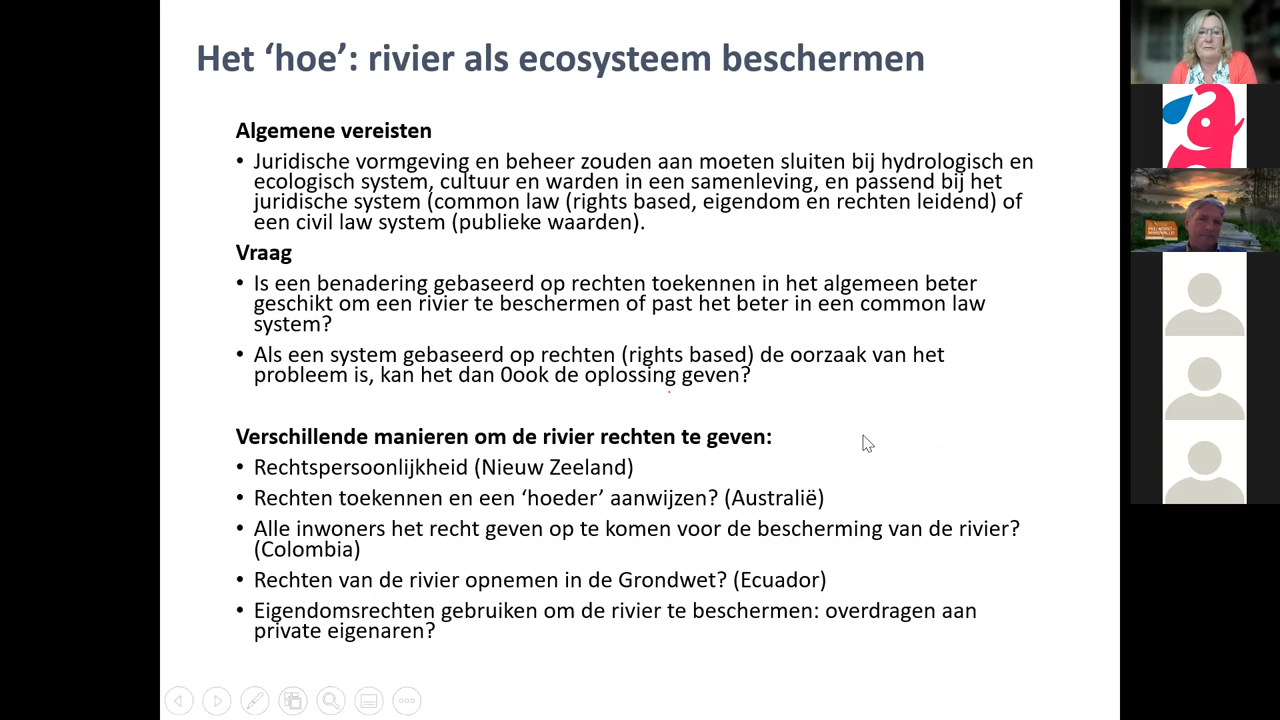 Het ‘hoe’: rivier als ecosysteem beschermen
Algemene vereisten
• Juridische vormgeving en beheer zouden aan moeten sluiten bij hydrologisch en
ecologisch system, cultuur en warden in een samenleving, en passend bij het
juridische system (common law (rights based, eigendom en rechten leidend) of
een civil law system (publieke waarden).
Vraag
• Is een benadering gebaseerd op rechten toekennen in het algemeen beter
geschikt om een rivier te beschermen of past het beter in een common law
system?
• Als een system gebaseerd op rechten (rights based) de oorzaak van het
probleem is, kan het dan 0ook de oplossing geven?
Verschillende manieren om de rivier rechten te geven:
• Rechtspersoonlijkheid (Nieuw Zeeland)
• Rechten toekennen en een ‘hoeder’ aanwijzen? (Australië)
• Alle inwoners het recht geven op te komen voor de bescherming van de rivier?
(Colombia)
• Rechten van de rivier opnemen in de Grondwet? (Ecuador)
• Eigendomsrechten gebruiken om de rivier te beschermen: overdragen aan
private eigenaren?